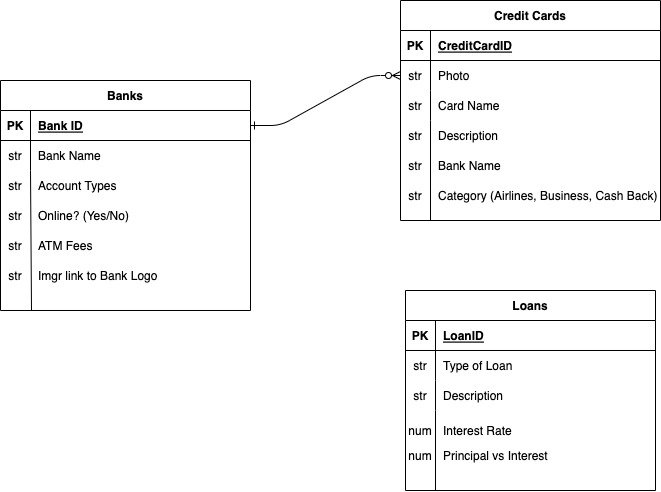 Credit Cards
PK CreditCardID
str Photo
str Card Name
str Description
str Bank Name
str Category (Airlines, Business, Cash Back)
Banks
PK Bank ID
str Bank Name
str Account Types
str Online? (Yes/No)
str ATM Fees
str Imgr link to Bank Logo
Loans
PK LoanID
str Type of Loan
str Description
num Interest Rate
num Principal vs Interest